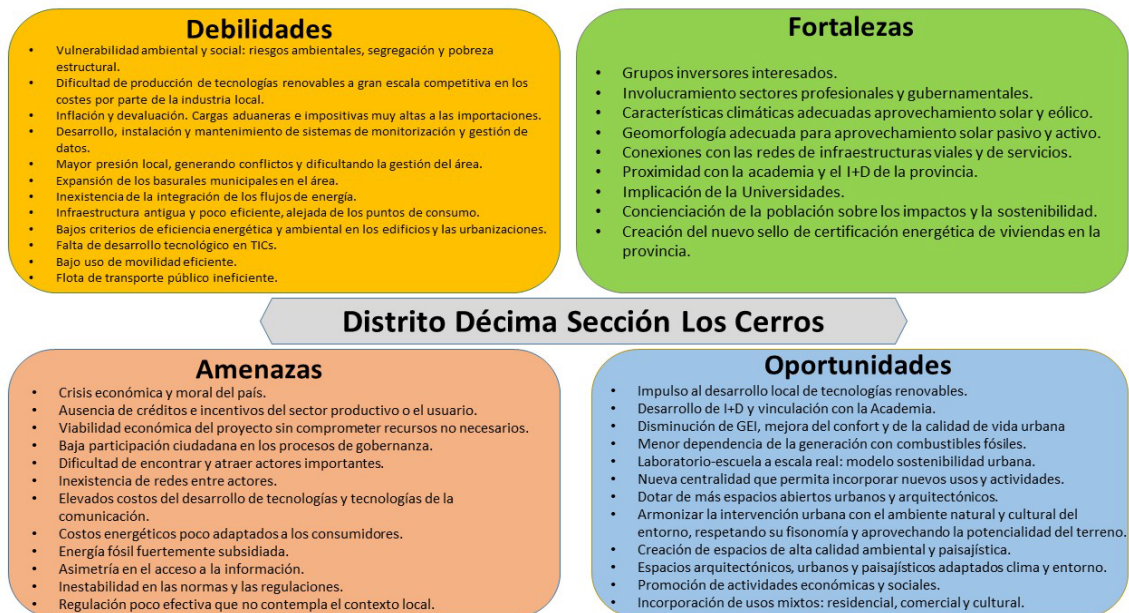 Debilidades
• Vulnerabilidad ambiental y social: riesgos ambientales, segregación y pobreza
estructural.
• Dificultad de producción de tecnologías renovables a gran escala competitiva en los
costes por parte de la industria local.
• Inflación y devaluación. Cargas aduaneras e impositivas muy altas a las importaciones.
• Desarrollo, instalación y mantenimiento de sistemas de monitorización y gestión de
datos.
• Mayor presión local, generando conflictos y dificultando la gestión del área.
• Expansión de los basurales municipales en el área.
• Inexistencia de la integración de los flujos de energía.
• Infraestructura antigua y poco eficiente, alejada de los puntos de consumo.
• Bajos criterios de eficiencia energética y ambiental en los edificios y las urbanizaciones.
• Falta de desarrollo tecnológico en TICs.
• Bajo uso de movilidad eficiente.
• Flota de transporte público ineficiente.
Fortalezas
• Grupos inversores interesados.
• Involucramiento sectores profesionales y gubernamentales.
• Características climáticas adecuadas aprovechamiento solar y eólico.
• Geomorfología adecuada para aprovechamiento solar pasivo y activo.
• Conexiones con las redes de infraestructuras viales y de servicios.
• Proximidad con la academia y el I+D de la provincia.
• Implicación de la Universidades.
• Concienciación de la población sobre los impactos y la sostenibilidad.
• Creación del nuevo sello de certificación energética de viviendas en la
provincia.
Distrito Décima Sección Los Cerros
Amenazas
• Crisis económica y moral del país.
• Ausencia de créditos e incentivos del sector productivo o el usuario.
• Viabilidad económica del proyecto sin comprometer recursos no necesarios.
• Baja participación ciudadana en los procesos de gobernanza.
• Dificultad de encontrar y atraer actores importantes.
• Inexistencia de redes entre actores.
• Elevados costos del desarrollo de tecnologías y tecnologías de la
comunicación.
• Costos energéticos poco adaptados a los consumidores.
• Energía fósil fuertemente subsidiada.
• Asimetría en el acceso a la información.
• Inestabilidad en las normas y las regulaciones.
• Regulación poco efectiva que no contempla el contexto local.
Oportunidades
• Impulso al desarrollo local de tecnologías renovables.
• Desarrollo de I+D y vinculación con la Academia.
• Disminución de GEI, mejora del confort y de la calidad de vida urbana
• Menor dependencia de la generación con combustibles fósiles.
• Laboratorio-escuela a escala real: modelo sostenibilidad urbana.
• Nueva centralidad que permita incorporar nuevos usos y actividades.
• Dotar de más espacios abiertos urbanos y arquitectónicos.
• Armonizar la intervención urbana con el ambiente natural y cultural del
entorno, respetando su fisonomía y aprovechando la potencialidad del terreno.
• Creación de espacios de alta calidad ambiental y paisajística.
• Espacios arquitectónicos, urbanos y paisajísticos adaptados clima y entorno.
• Promoción de actividades económicas y sociales.
• Incorporación de usos mixtos: residencial, comercial y cultural.